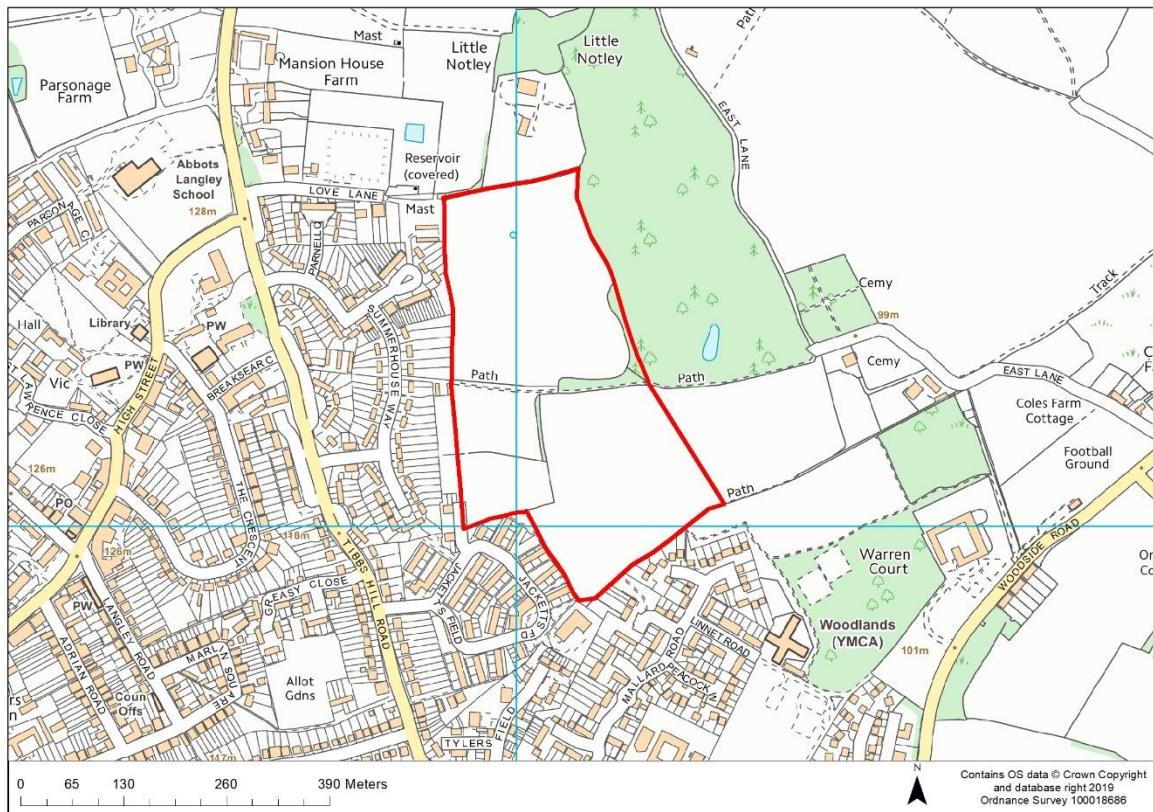 Mast
Little
Notley
Little
Notley
Path
Parsonage
Farm
Mansion House
Farm
EAST LANE
Reservoir
(covered)
Abbots
Langley
School
LOVE LANE
Mast
128m
PARSONAGE CL
PARNELL C
Track
Cemy
99m
Hall
Library
PW
SUMMERHOUSE WAY
Cemy
PW
Vic
BREAKSEAR C
Path
Path
EAST LANE
HIGH STREET
Coles Farm
Cottage
Football
Ground
126m
PO
THE CRESCENT
Path
126m
118m
TIBBS HILL ROAD
Warren
Court
WOODSIDE ROAD
GREASY CLOSE
JACKETTS FIELD
JACKETTS FD
PW
LANGLEY ROAD
ADRIAN ROAD
LINNET ROAD
Woodlands
(YMCA)
101m
MALLARD ROAD
PEACOCK
Allot
Gdns
Coun
Offs
SQUARE
TYLERS FIELD
117m
0 65 130 260 390 Meters
N
Contains OS data © Crown Copyright
and database right 2019
Ordnance Survey 100018686